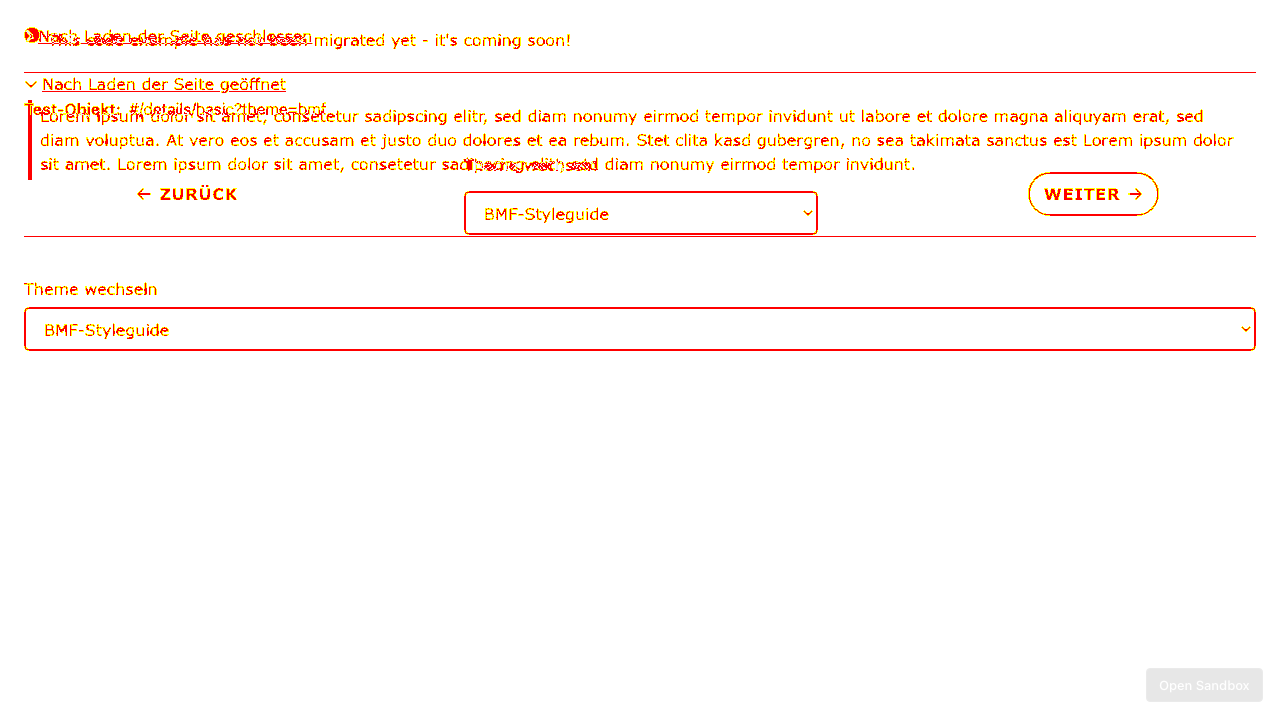 Nach Laden der Seite geschlossen
This code example has not been migrated yet - it's coming soon!
Nach Laden der Seite geöffnet
Test-Objekt: #/details/basic?theme=bmf
Lorem ipsum dolor sit amet, consetetur sadipscing elitr, sed diam nonumy eirmod tempor invidunt ut labore et dolore magna aliquyam erat, sed
diam voluptua. At vero eos et accusam et justo duo dolores et ea rebum. Stet clita kasd gubergren, no sea takimata sanctus est Lorem ipsum dolor
sit amet. Lorem ipsum dolor sit amet, consetetur sadipscing elitr, sed diam nonumy eirmod tempor invidunt.
Theme wechseln
← ZURÜCK
BMF-Styleguide
WEITER →
Theme wechseln
BMF-Styleguide
Open Sandbox